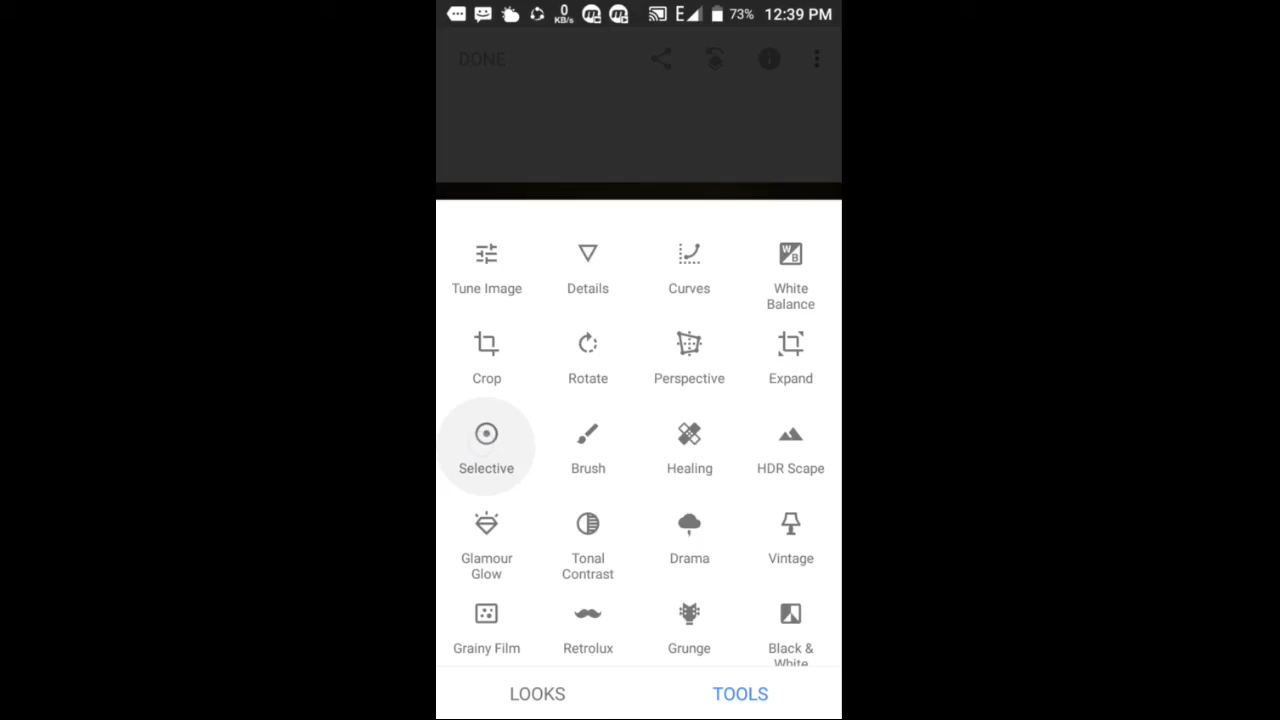 0 KB/s E 73% 12:39 PM
DONE
Tune Image Details Curves White Balance
W B
Crop Rotate Perspective Expand
Selective Brush Healing HDR Scape
Glamour Glow Tonal Contrast Drama Vintage
Grainy Film Retrolux Grunge Black & White
LOOKS TOOLS